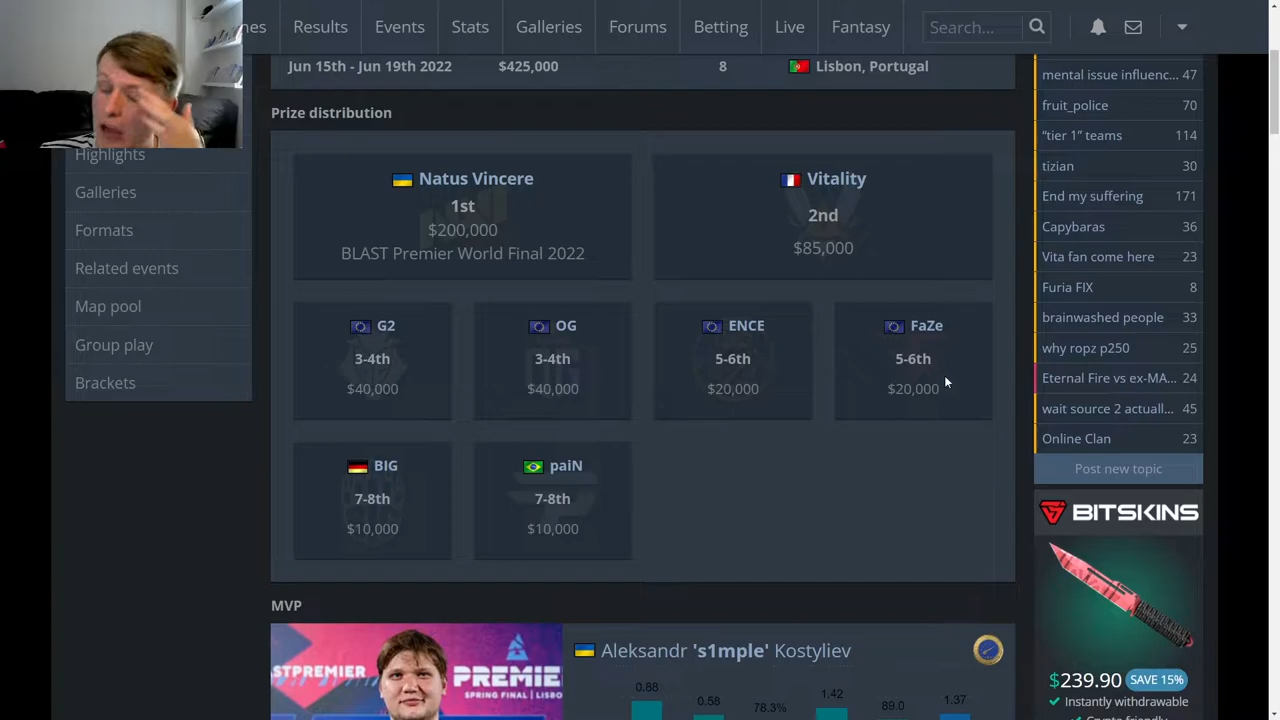 nes Results Events Stats Galleries Forums Betting Live Fantasy Search...
Jun 15th - Jun 19th 2022 $425,000 8 Lisbon, Portugal
Prize distribution
Natus Vincere
1st
$200,000
BLAST Premier World Final 2022
Vitality
2nd
$85,000
G2
3-4th
$40,000
OG
3-4th
$40,000
ENCE
5-6th
$20,000
FaZe
5-6th
$20,000
BIG
7-8th
$10,000
paiN
7-8th
$10,000
MVP
STPREMIER
PREMIE
SPRING FINAL | LISBO
Aleksandr 's1mple' Kostyliev
0.88
0.58
78.3%
1.42
89.0
1.37
Highlights
Galleries
Formats
Related events
Map pool
Group play
Brackets
mental issue influenc... 47
fruit_police 70
“tier 1” teams 114
tizian 30
End my suffering 171
Capybaras 36
Vita fan come here 23
Furia FIX 8
brainwashed people 33
why ropz p250 25
Eternal Fire vs ex-MA... 24
wait source 2 actuall... 45
Online Clan 23
Post new topic
BITSKINS
$239.90 SAVE 15%
Instantly withdrawable